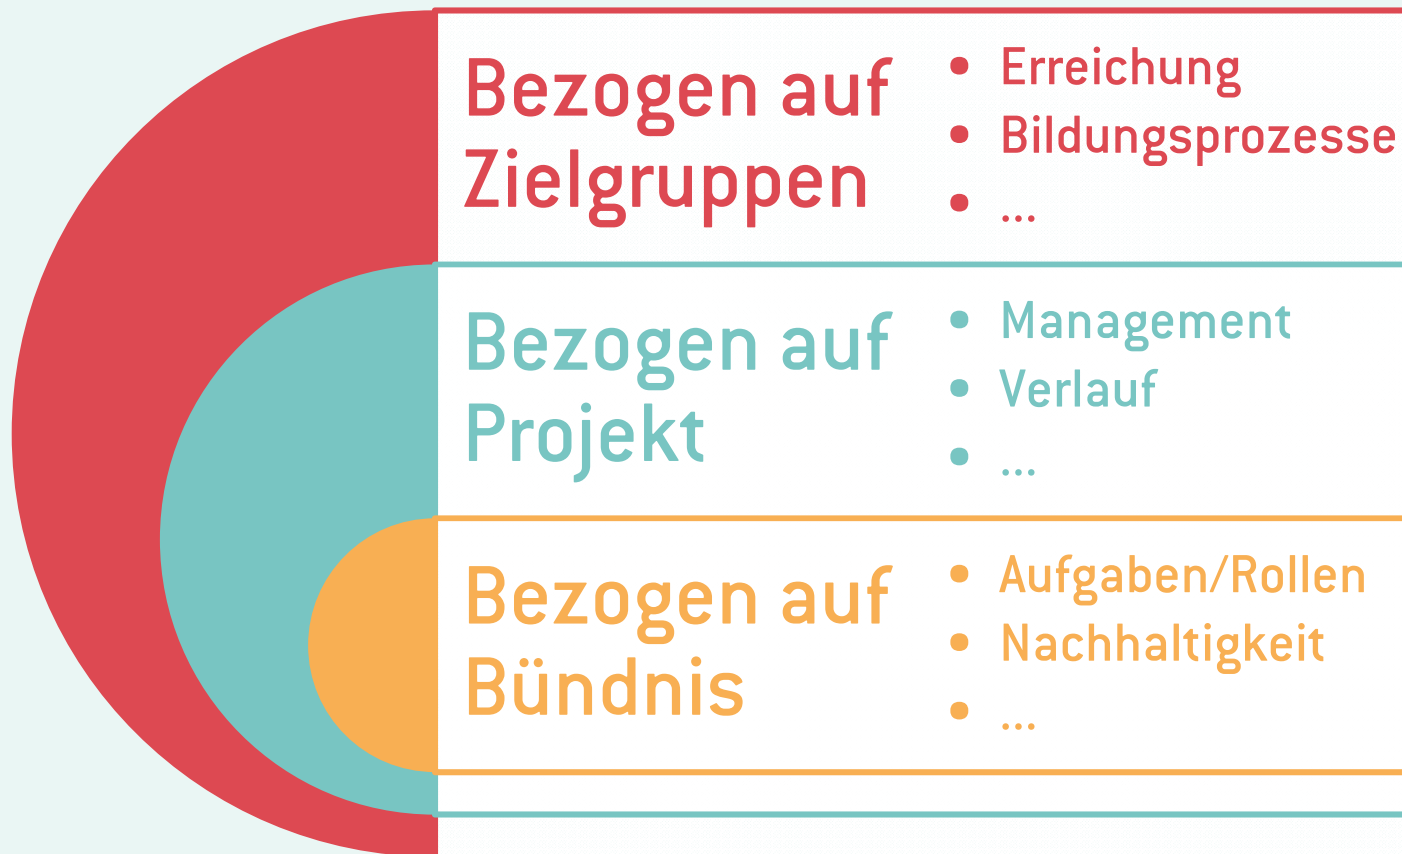 Bezogen auf
Zielgruppen
• Erreichung
• Bildungsprozesse
• ...
Bezogen auf
Projekt
• Management
• Verlauf
• ...
Bezogen auf
Bündnis
• Aufgaben/Rollen
• Nachhaltigkeit
• ...